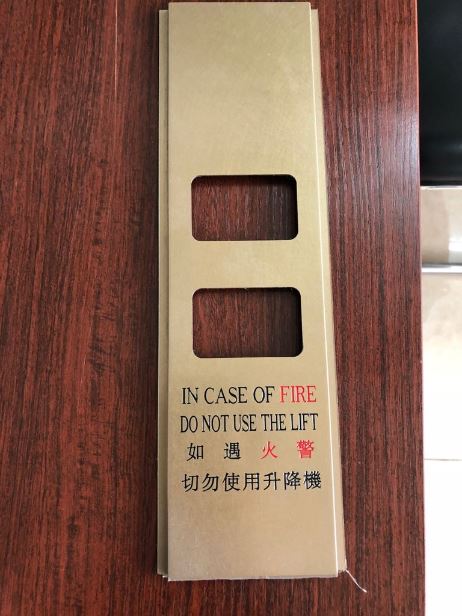 IN CASE OF FIRE
DO NOT USE THE LIFT
如遇火警
切勿使用升降機